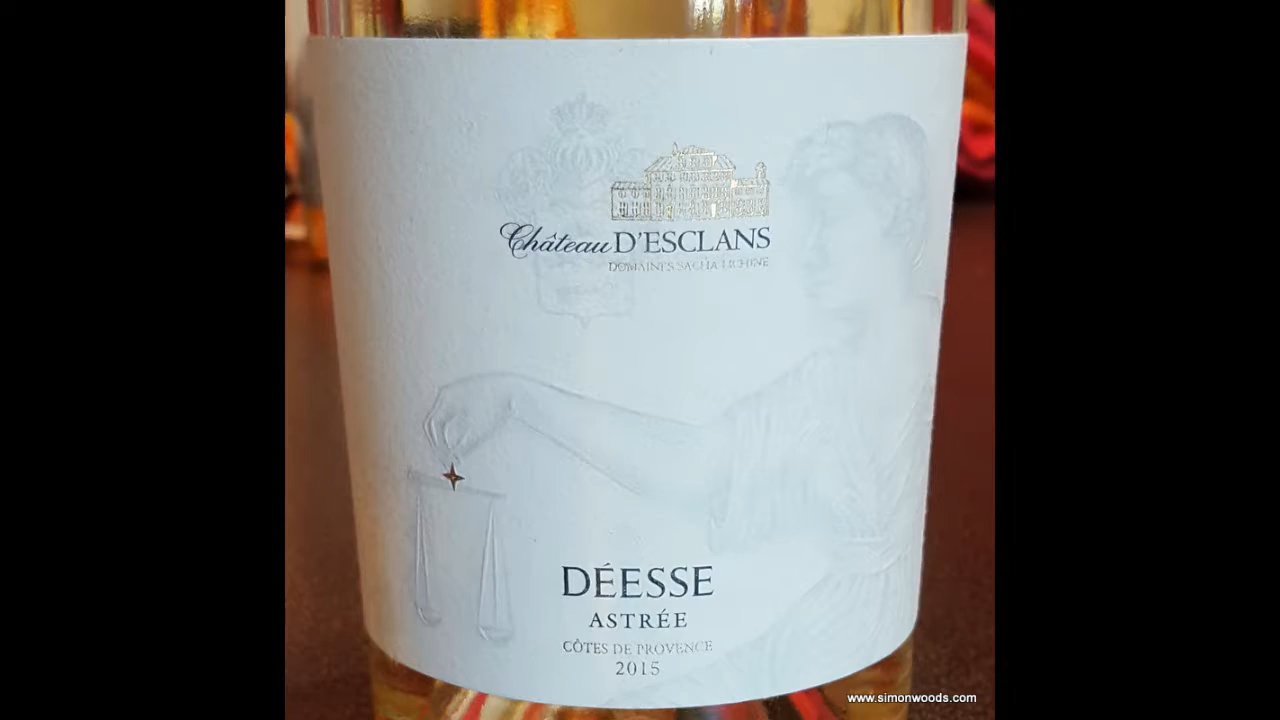 Château D'ESCLANS
DOMAINES SACHA LICHINE
DÉESSE
ASTRÉE
CÔTES DE PROVENCE
2015
www.simonwoods.com